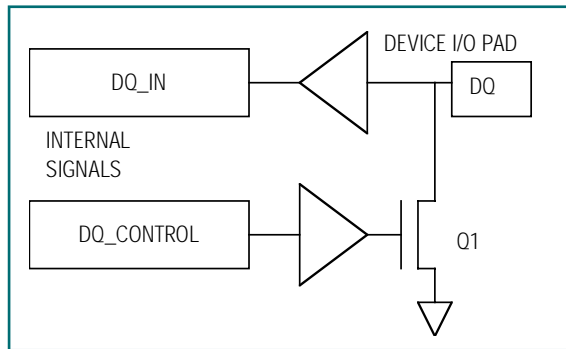 DEVICE I/O PAD
DQ_IN
DQ
INTERNAL
SIGNALS
DQ_CONTROL
Q1